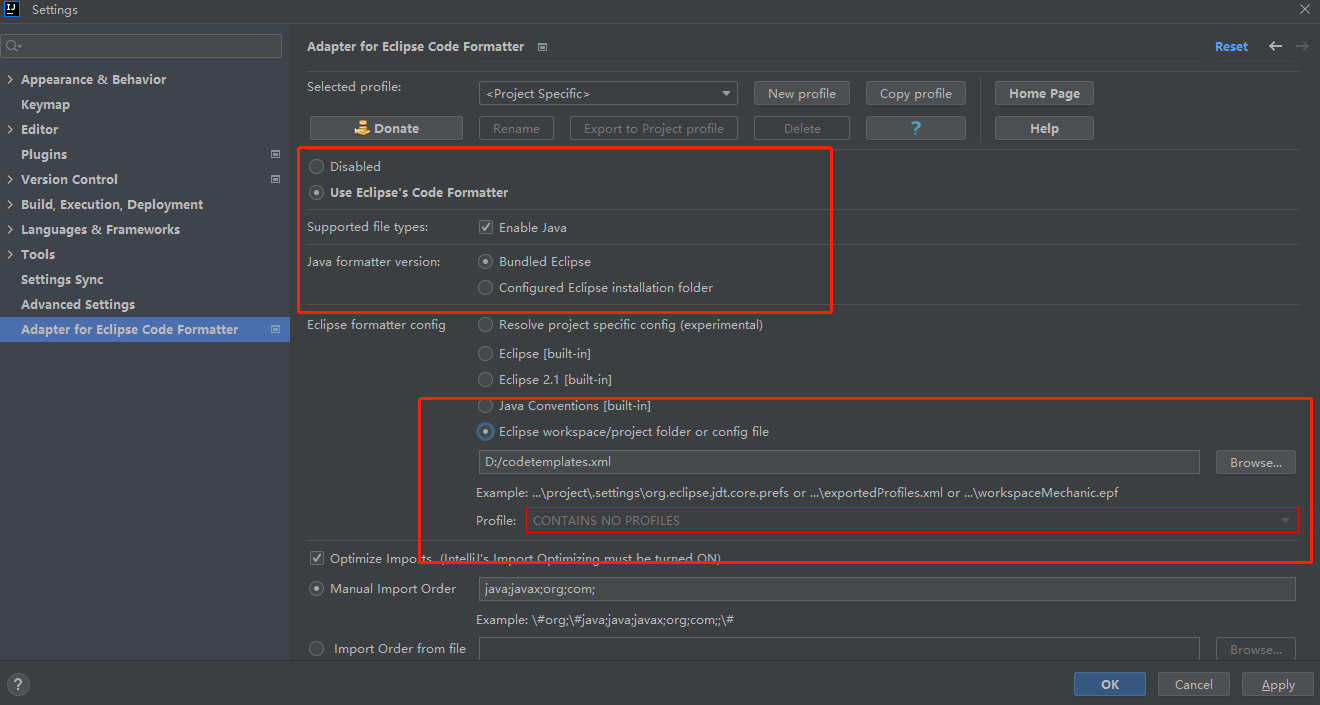 IJ Settings
Adapter for Eclipse Code Formatter Reset
Appearance & Behavior
Keymap
Editor
Plugins
Version Control
Build, Execution, Deployment
Languages & Frameworks
Tools
Settings Sync
Advanced Settings
Adapter for Eclipse Code Formatter
Selected profile: <Project Specific> New profile Copy profile Home Page
Donate Rename Export to Project profile Delete ? Help
Disabled
Use Eclipse's Code Formatter
Supported file types: Enable Java
Java formatter version: Bundled Eclipse
Configured Eclipse installation folder
Eclipse formatter config Resolve project specific config (experimental)
Eclipse [built-in]
Eclipse 2.1 [built-in]
Java Conventions [built-in]
Eclipse workspace/project folder or config file
D:/codetemplates.xml Browse...
Example: ...\project\.settings\org.eclipse.jdt.core.prefs or ...\exportedProfiles.xml or ...\workspaceMechanic.epf
Profile: CONTAINS NO PROFILES
Optimize Imports (IntelliJ's Import Optimizing must be turned ON)
Manual Import Order java;javax;org;com;
Example: \#org;\#java;java;javax;org;com;;\#
Import Order from file Browse...
? OK Cancel Apply